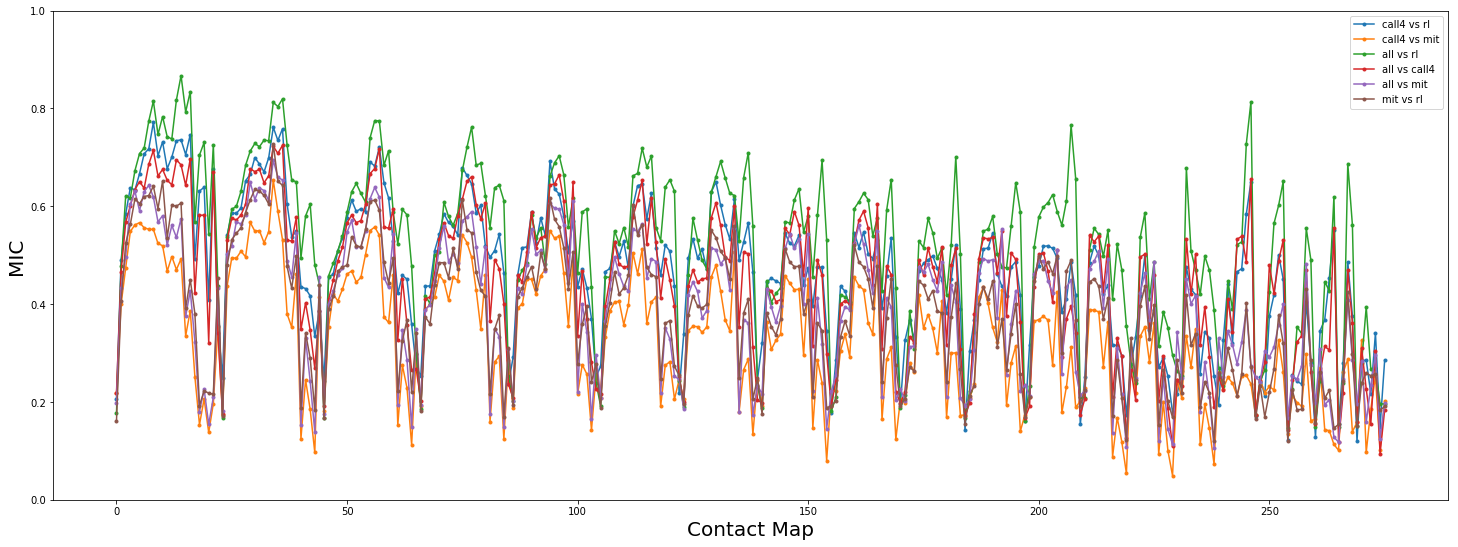 1.0
0.8
0.6
0.4
0.2
0.0
MIC
0 50 100 150 200 250
Contact Map
call4 vs rl
call4 vs mit
all vs rl
all vs call4
all vs mit
mit vs rl